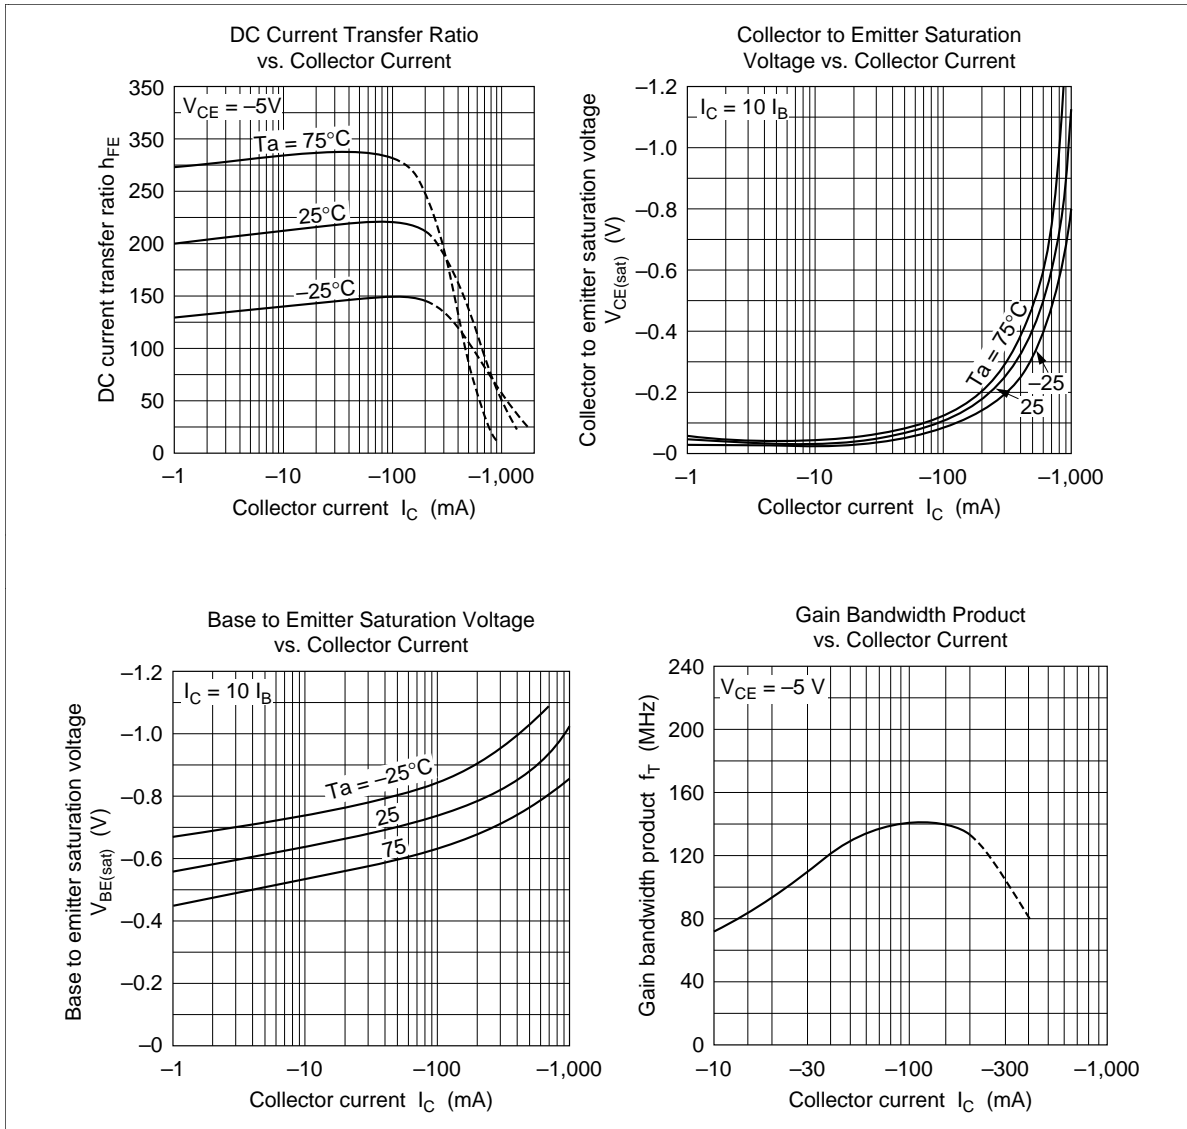 DC Current Transfer Ratio
vs. Collector Current
350
350
250
200
150
100
50
0
V_CE = –5V
Ta = 75°C
25°C
–25°C
DC current transfer ratio h_FE
–1 –10 –100 –1,000
Collector current I_C (mA)
Collector to Emitter Saturation
Voltage vs. Collector Current
–1.2
–1.0
–0.8
–0.6
–0.4
–0.2
–0
I_C = 10 I_B
Ta = 75°C
–25
25
Collector to emitter saturation voltage
V_CE(sat) (V)
–1 –10 –100 –1,000
Collector current I_C (mA)
Base to Emitter Saturation Voltage
vs. Collector Current
–1.2
–1.0
–0.8
–0.6
–0.4
–0.2
–0
I_C = 10 I_B
Ta = –25°C
25
75
Base to emitter saturation voltage
V_BE(sat) (V)
–1 –10 –100 –1,000
Collector current I_C (mA)
Gain Bandwidth Product
vs. Collector Current
240
200
160
120
80
40
0
V_CE = –5 V
Gain bandwidth product f_T (MHz)
–10 –30 –100 –300 –1,000
Collector current I_C (mA)